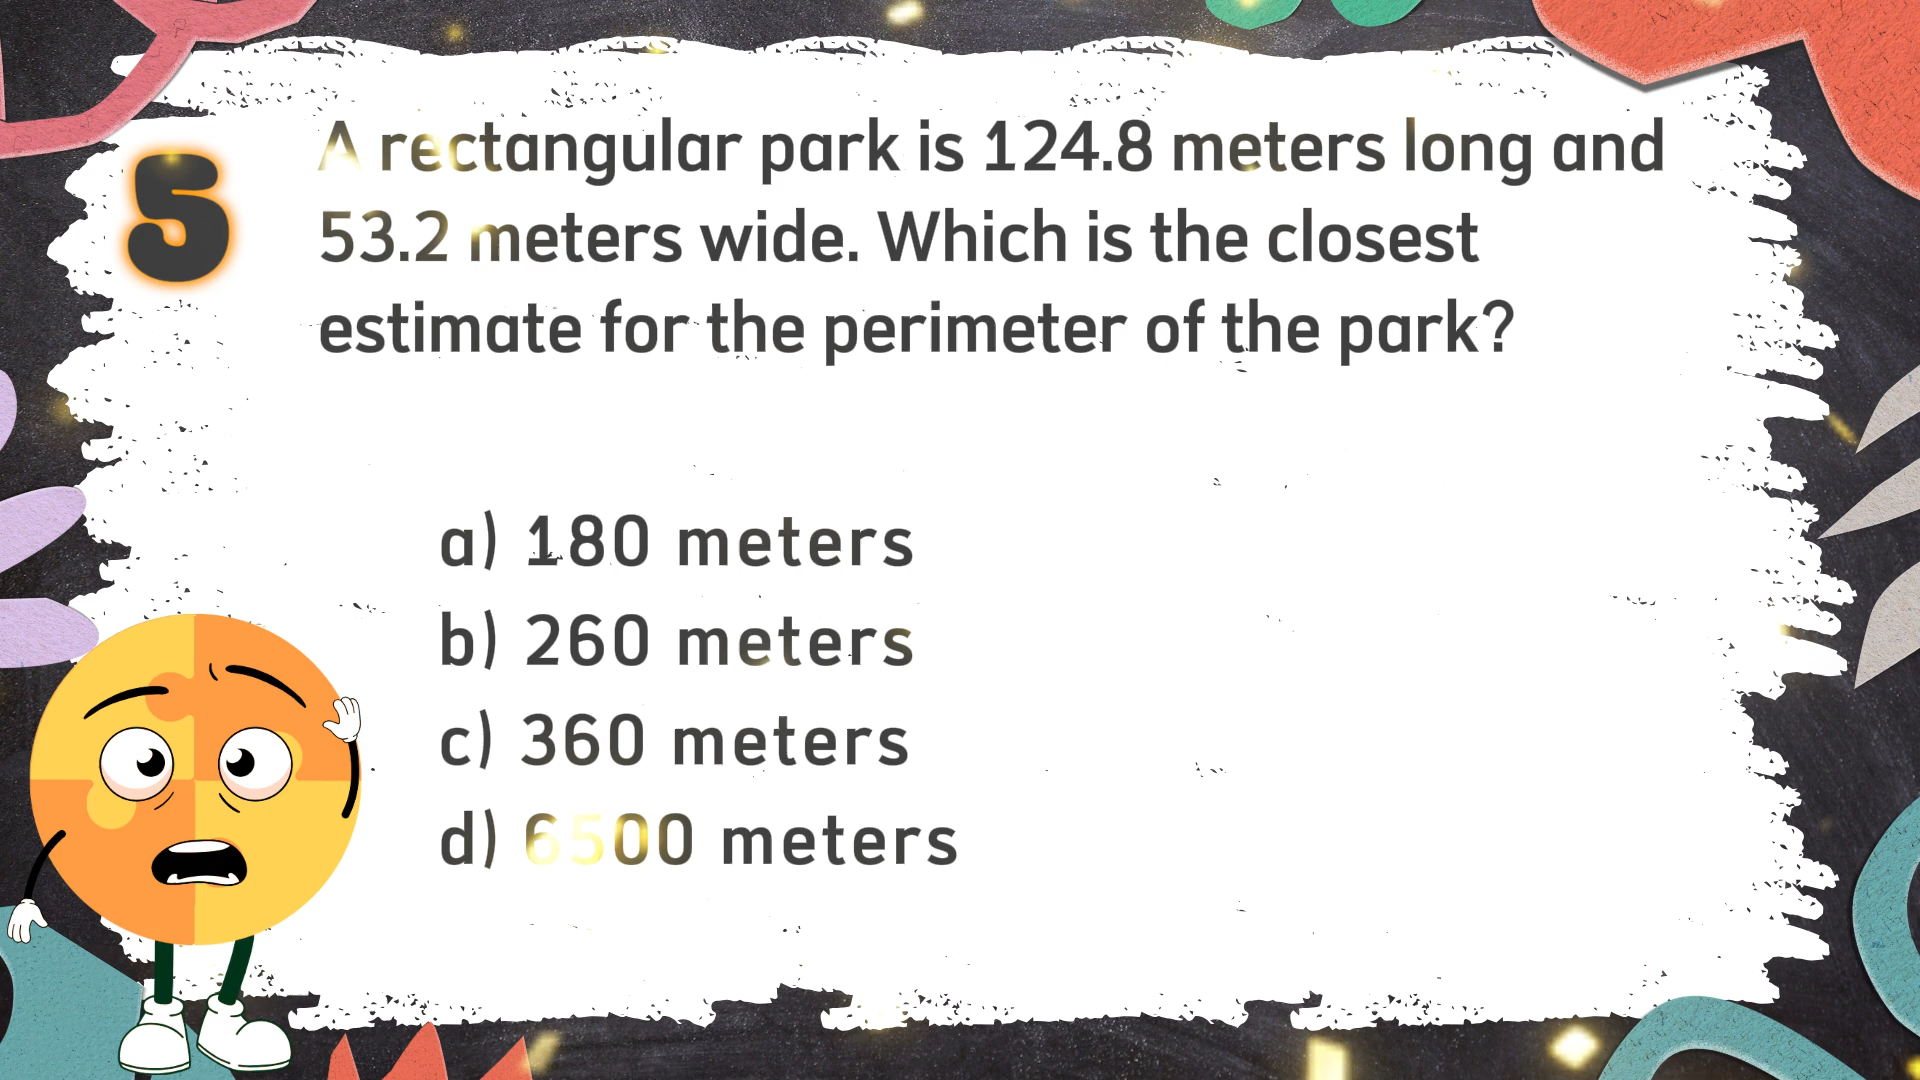 5
A rectangular park is 124.8 meters long and
53.2 meters wide. Which is the closest
estimate for the perimeter of the park?
a) 180 meters
b) 260 meters
c) 360 meters
d) 6500 meters